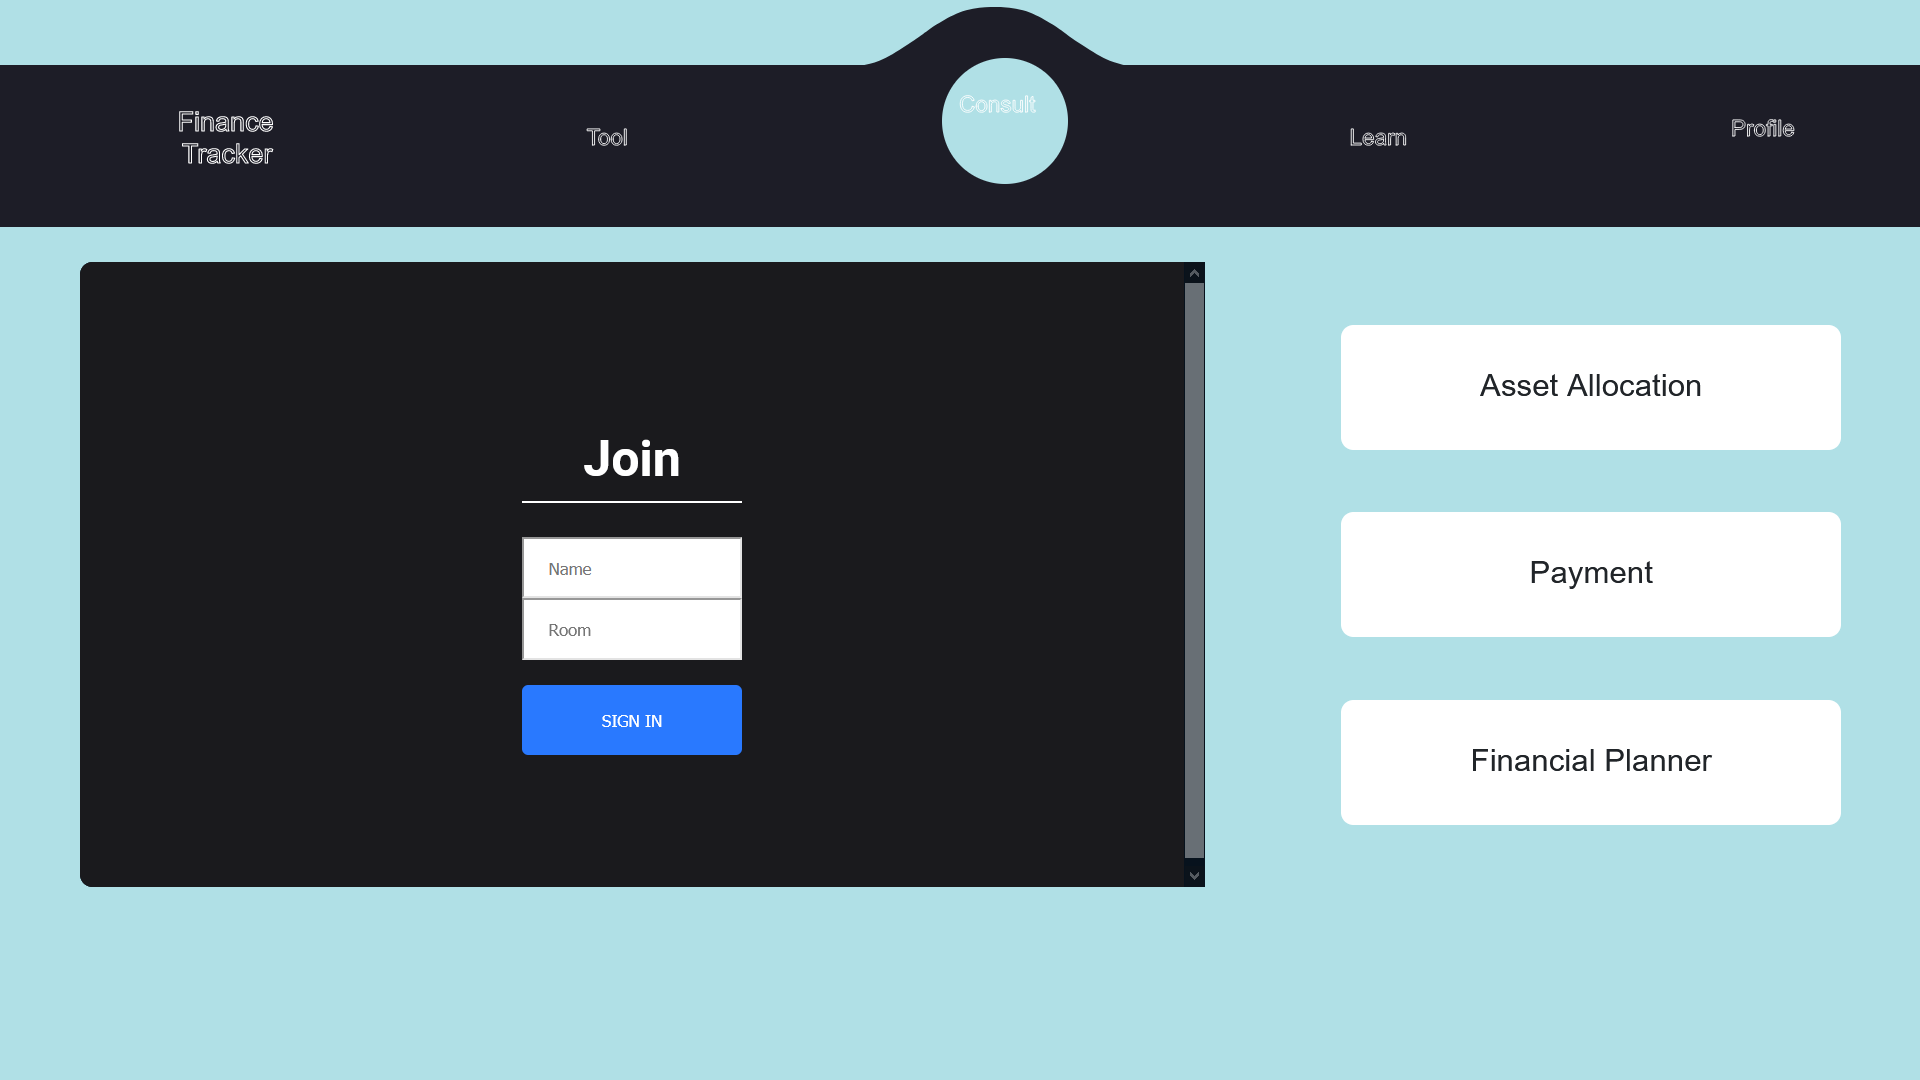 Finance
Tracker
Tool
Consult
Learn
Profile
Join
Name
Room
SIGN IN
Asset Allocation
Payment
Financial Planner